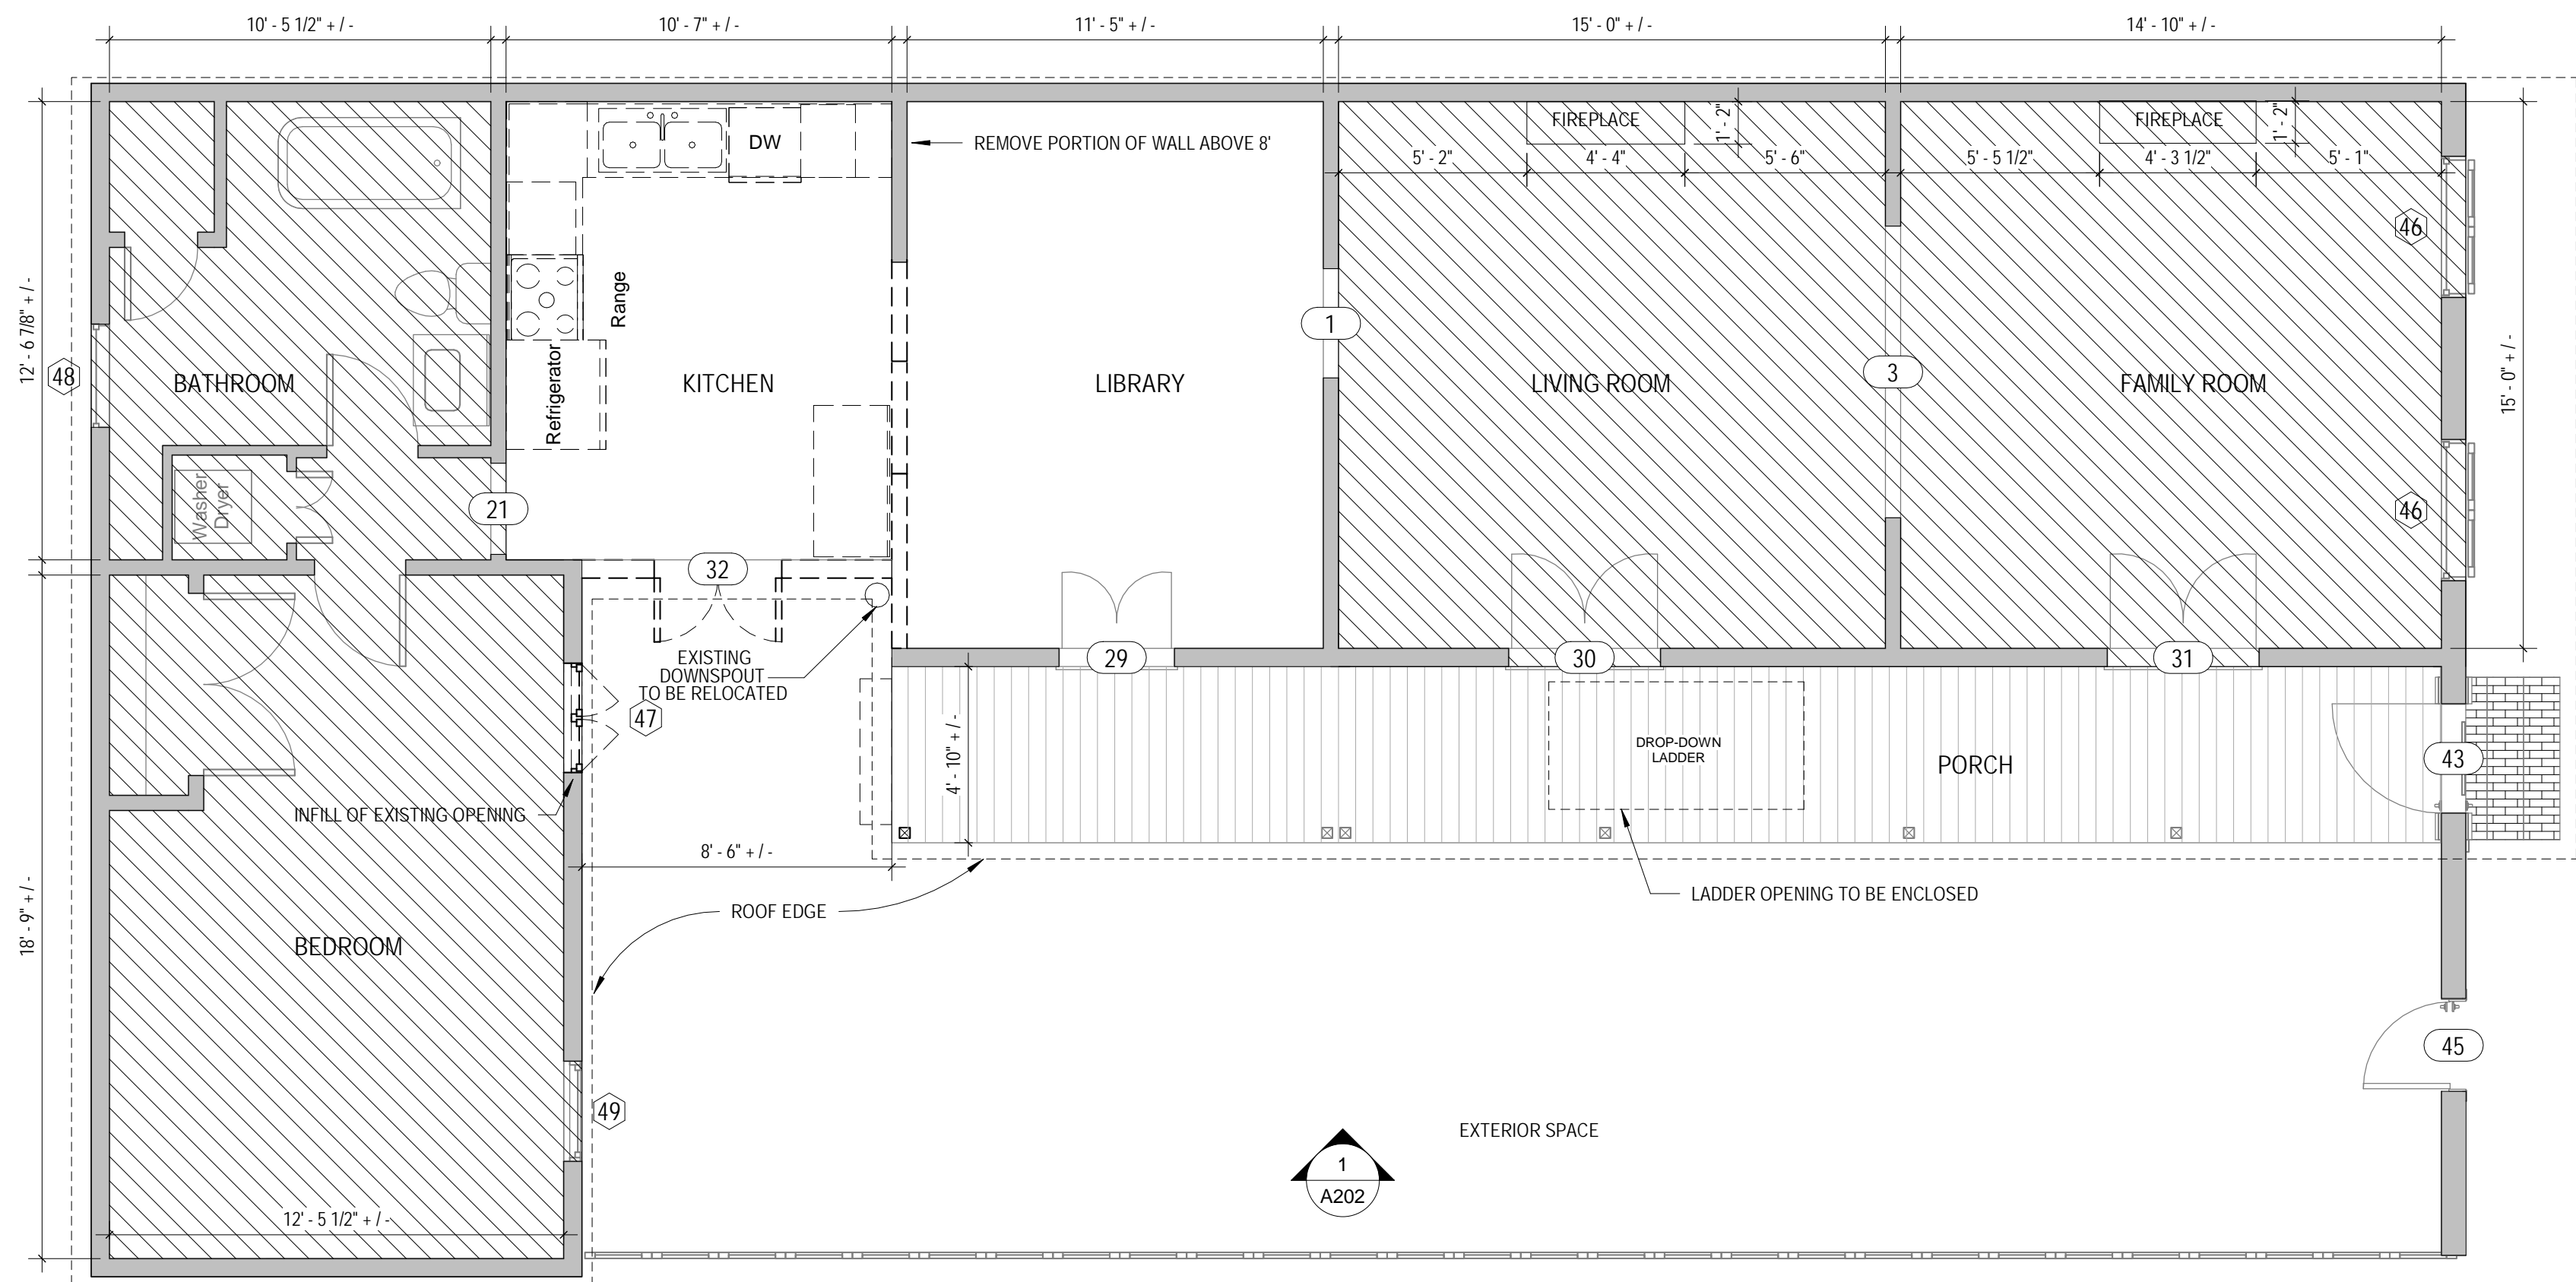 10' - 5 1/2" + / -
10' - 7" + / -
11' - 5" + / -
15' - 0" + / -
14' - 10" + / -
DW
REMOVE PORTION OF WALL ABOVE 8'
FIREPLACE
1' - 2"
FIREPLACE
1' - 2"
5' - 2"
4' - 4"
5' - 6"
5' - 5 1/2"
4' - 3 1/2"
5' - 1"
46
12' - 6 7/8" + / -
Range
1
48
BATHROOM
Refrigerator
KITCHEN
LIBRARY
LIVING ROOM
3
FAMILY ROOM
15' - 0" + / -
Washer
Dryer
21
46
32
EXISTING
DOWNSPOUT
TO BE RELOCATED
29
30
31
47
4' - 10" + / -
DROP-DOWN
LADDER
PORCH
43
INFILL OF EXISTING OPENING
8' - 6" + / -
LADDER OPENING TO BE ENCLOSED
ROOF EDGE
18' - 9" + / -
BEDROOM
45
49
EXTERIOR SPACE
1
A202
12' - 5 1/2" + / -